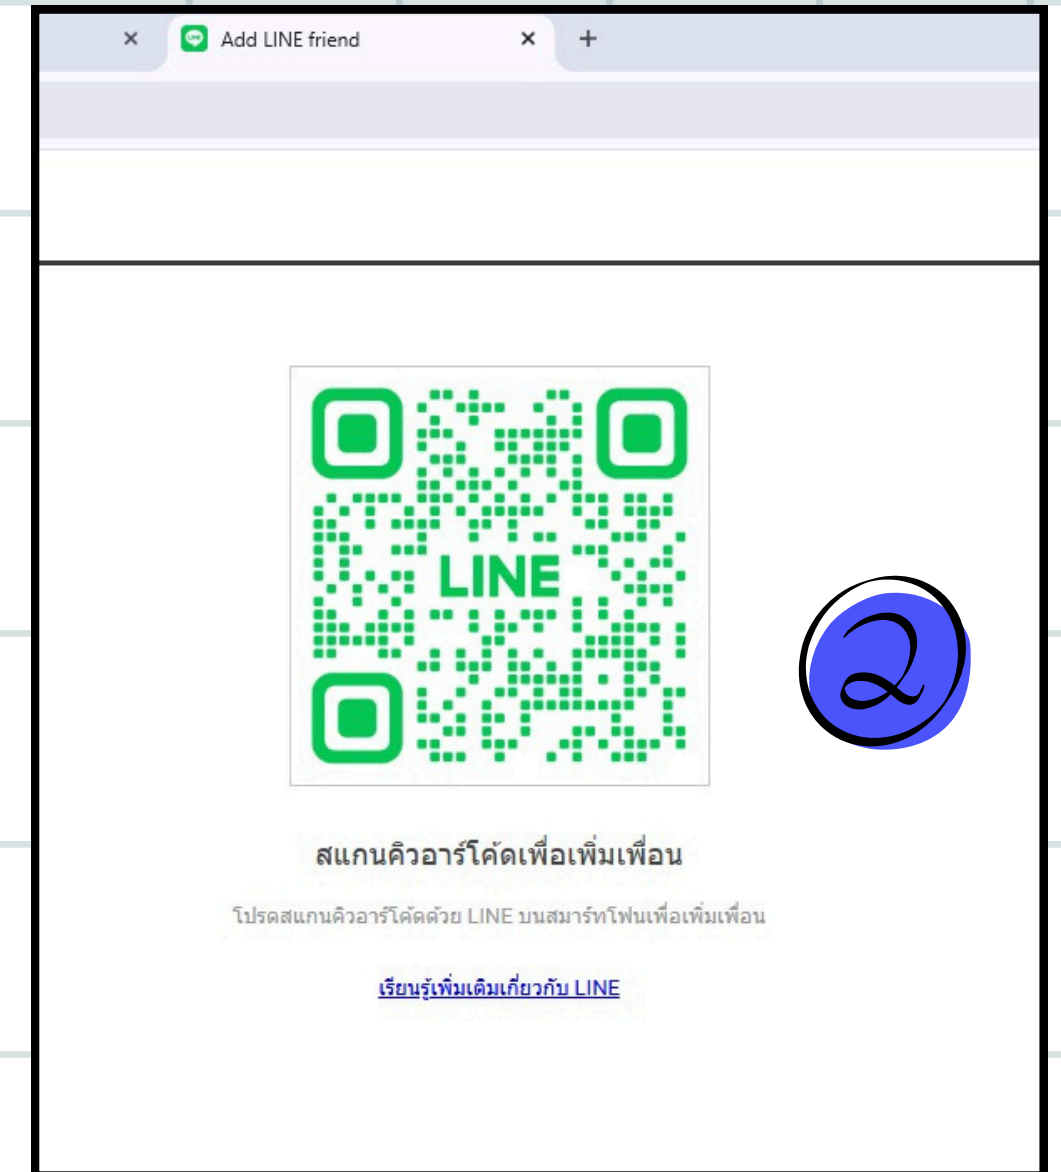 Add LINE friend
LINE
2
สแกนคิวอาร์โค้ดเพื่อเพิ่มเพื่อน
โปรดสแกนคิวอาร์โค้ดด้วย LINE บนสมาร์ทโฟนเพื่อเพิ่มเพื่อน
เรียนรู้เพิ่มเติมเกี่ยวกับ LINE